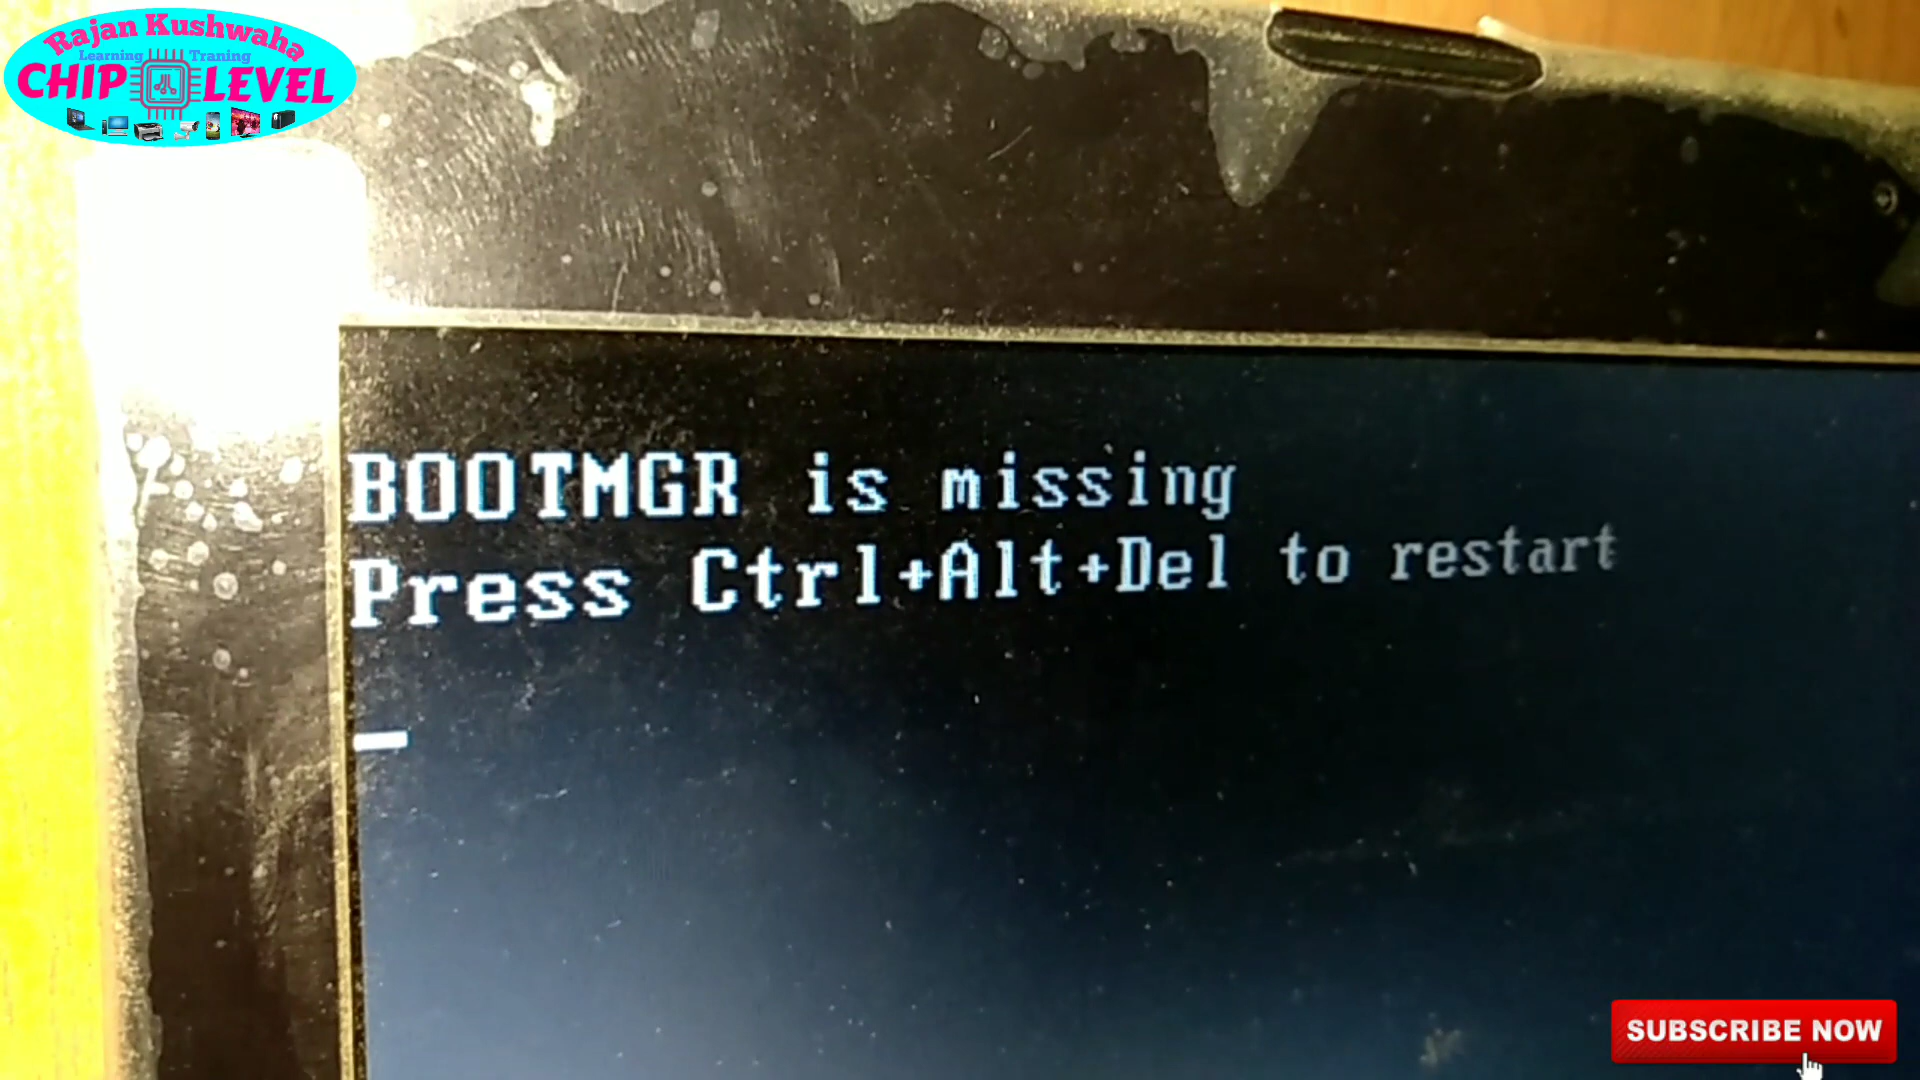 Rajan Kushwaha
Learning Traning
CHIP LEVEL
BOOTMGR is missing
Press Ctrl+Alt+Del to restart
SUBSCRIBE NOW